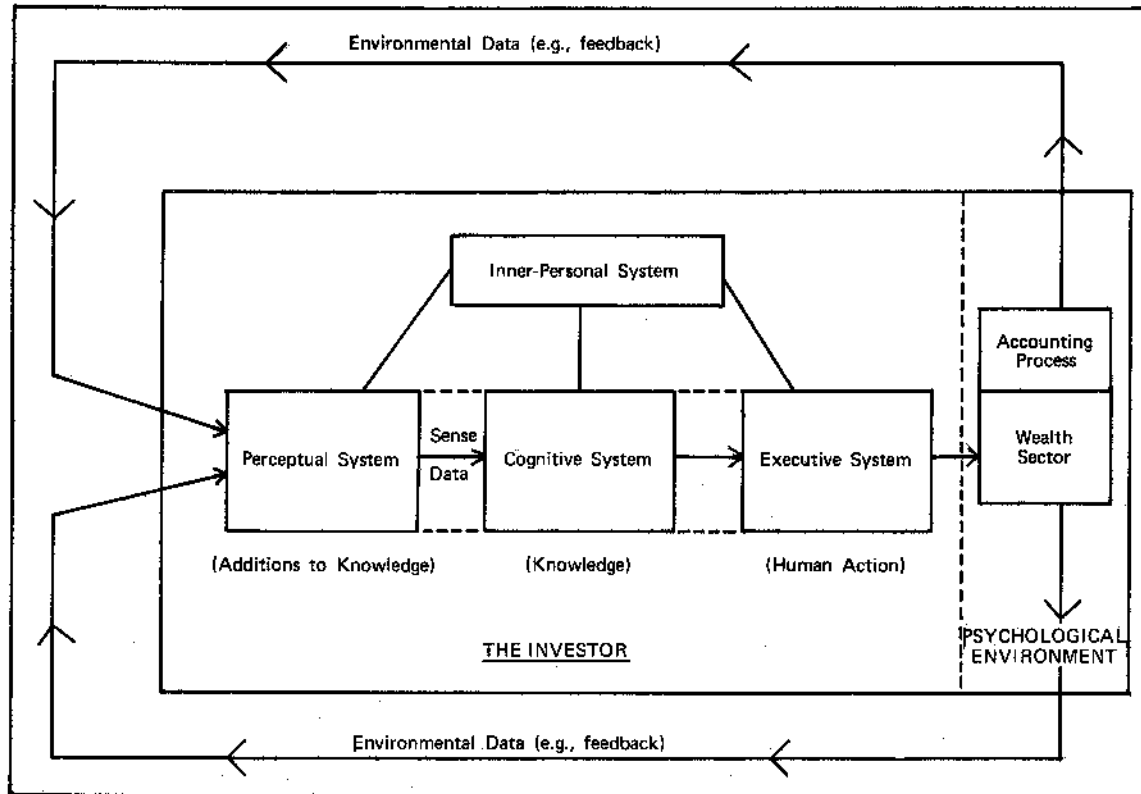 Environmental Data (e.g., feedback)
Inner-Personal System
Accounting
Process
Perceptual System
Sense
Data
Cognitive System
Executive System
Wealth
Sector
(Additions to Knowledge)
(Knowledge)
(Human Action)
THE INVESTOR
PSYCHOLOGICAL
ENVIRONMENT
Environmental Data (e.g., feedback)